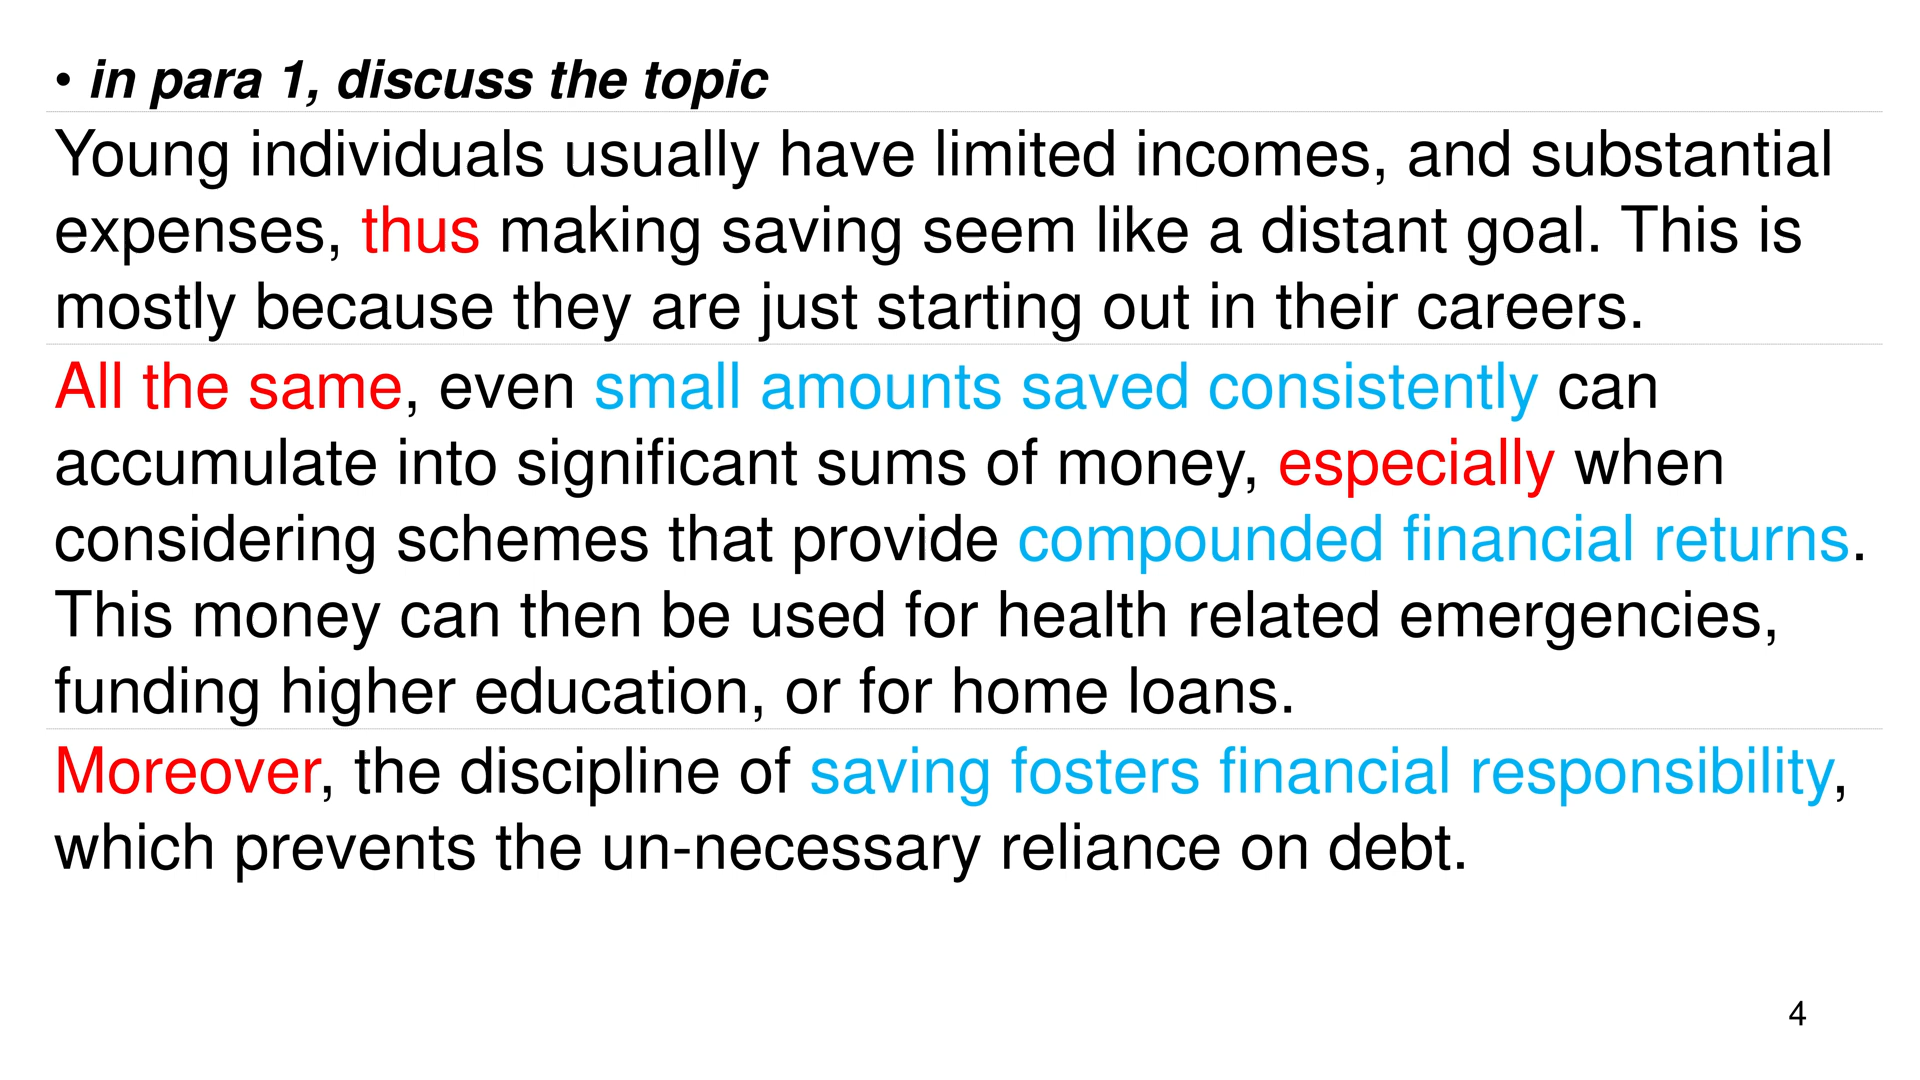 • in para 1, discuss the topic
Young individuals usually have limited incomes, and substantial
expenses, thus making saving seem like a distant goal. This is
mostly because they are just starting out in their careers.
All the same, even small amounts saved consistently can
accumulate into significant sums of money, especially when
considering schemes that provide compounded financial returns.
This money can then be used for health related emergencies,
funding higher education, or for home loans.
Moreover, the discipline of saving fosters financial responsibility,
which prevents the un-necessary reliance on debt.
4